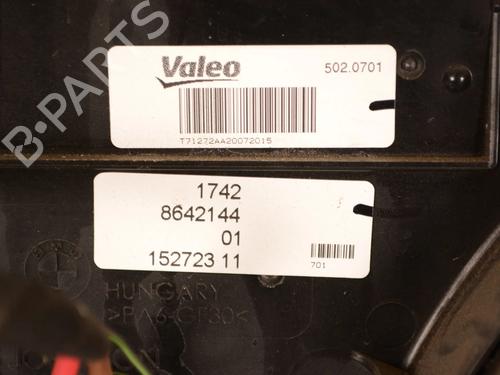 B-PARTS
Valeo
502.0701
T71272AA20072015
1742
8642144
01
152723 11
701
HUNGARY
>PA6-GF30<